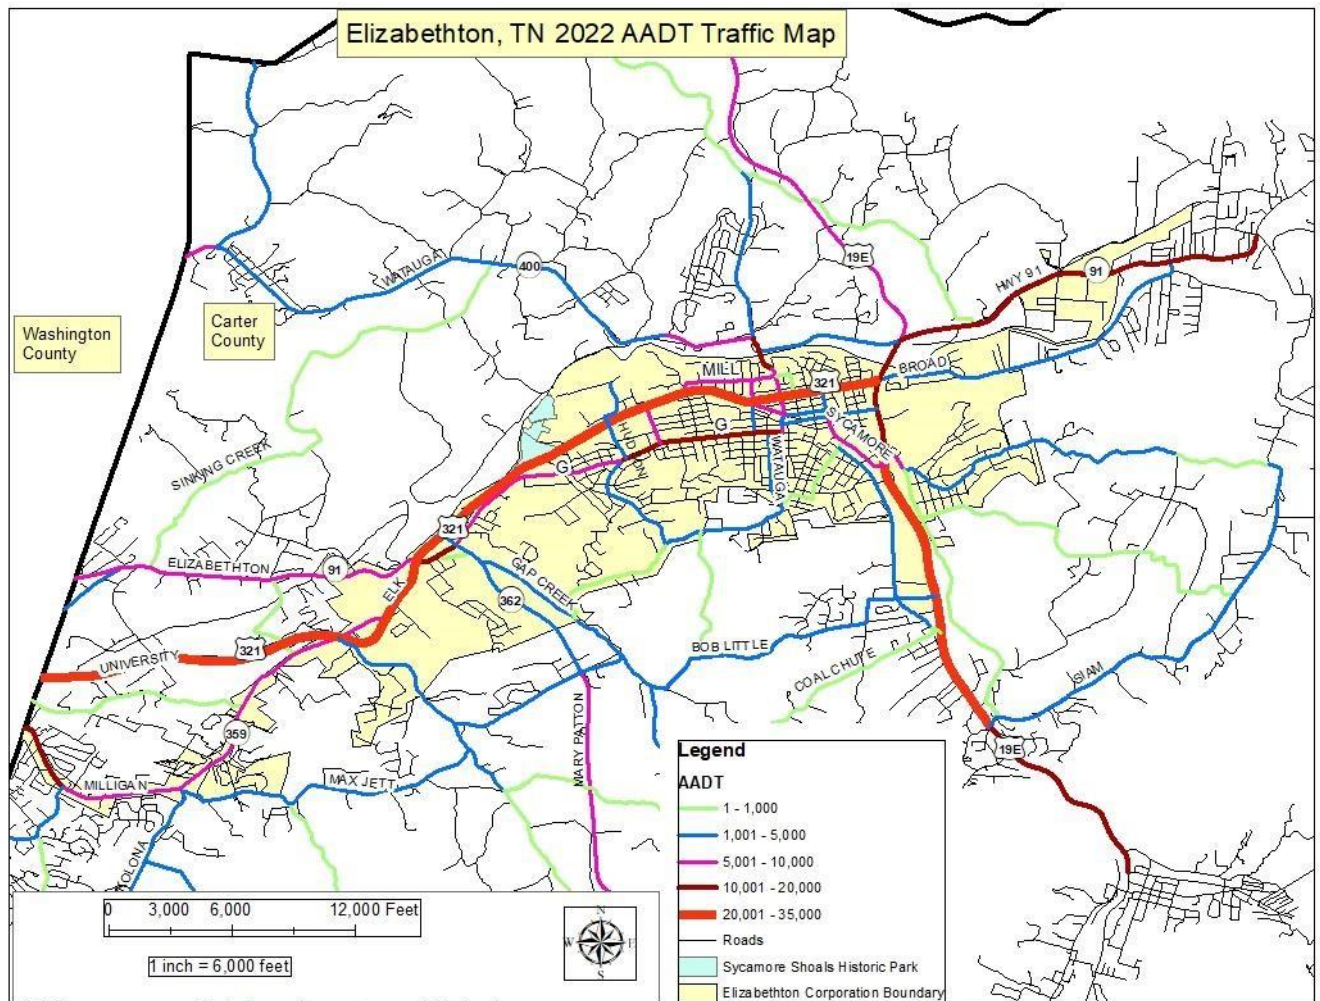 Elizabethton, TN 2022 AADT Traffic Map
19E
HWY 91
91
WATAUGA
400
Washington
County
Carter
County
MILL
321
BROAD
SYCAMORE
G
HUDSON
WATAUGA
G
SINKING CREEK
321
ELIZABETHTON
91
ELK
GAP CREEK
362
UNIVERSITY
321
BOB LITTLE
COAL CHUTE
SIAM
359
MARY PATTON
19E
MILLIGAN
MAX JETT
OLONA
Legend
AADT
1 - 1,000
1,001 - 5,000
5,001 - 10,000
10,001 - 20,000
20,001 - 35,000
Roads
Sycamore Shoals Historic Park
Elizabethton Corporation Boundary
0 3,000 6,000 12,000 Feet
1 inch = 6,000 feet
N
W E
S